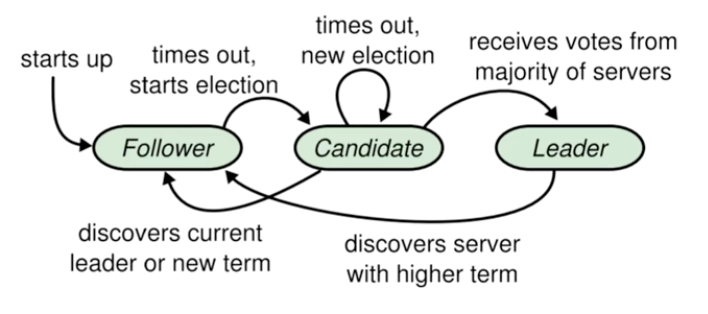 starts up
times out,
starts election
times out,
new election
receives votes from
majority of servers
Follower
Candidate
Leader
discovers current
leader or new term
discovers server
with higher term